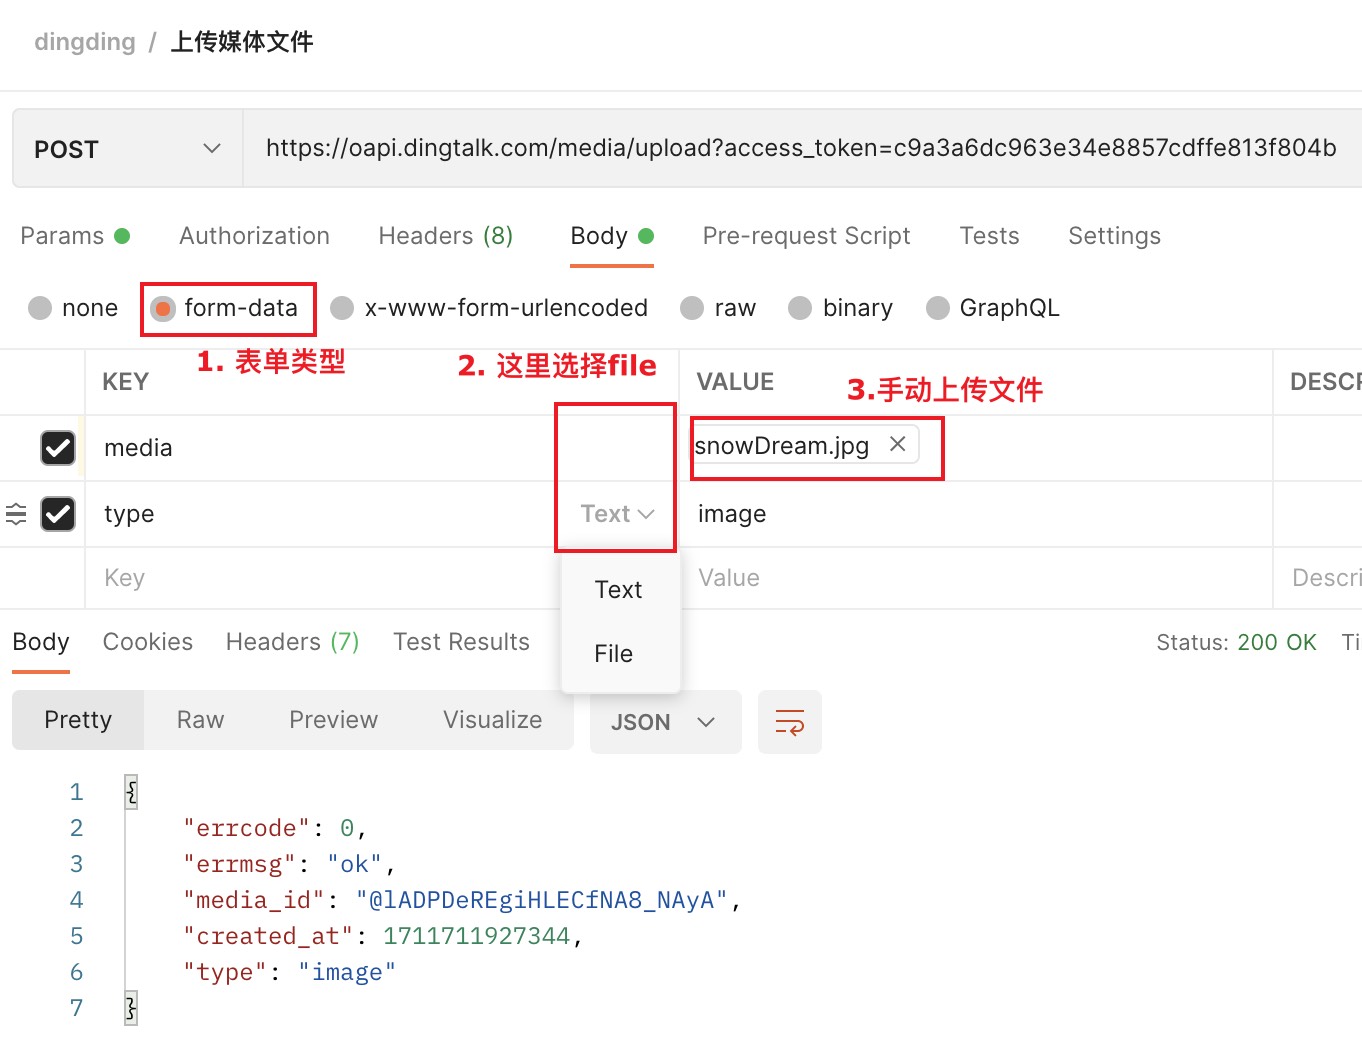 dingding / 上传媒体文件
POST https://oapi.dingtalk.com/media/upload?access_token=c9a3a6dc963e34e8857cdffe813f804b
Params Authorization Headers (8) Body Pre-request Script Tests Settings
none form-data x-www-form-urlencoded raw binary GraphQL
1. 表单类型 2. 这里选择file
KEY VALUE 3.手动上传文件 DESCR
media snowDream.jpg
type Text image
Key Value Descri
Text
File
Body Cookies Headers (7) Test Results Status: 200 OK Ti
Pretty Raw Preview Visualize JSON
1 {
2 "errcode": 0,
3 "errmsg": "ok",
4 "media_id": "@lADPDeREgiHLECfNA8_NAyA",
5 "created_at": 1711711927344,
6 "type": "image"
7 }